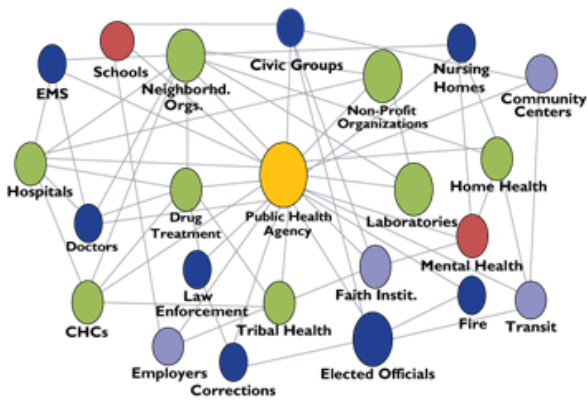 Schools
EMS
Neighborhd.
Orgs.
Civic Groups
Nursing
Homes
Non-Profit
Organizations
Community
Centers
Hospitals
Doctors
Drug
Treatment
Public Health
Agency
Laboratories
Home Health
Mental Health
CHCs
Law
Enforcement
Tribal Health
Faith Instit.
Fire
Transit
Employers
Corrections
Elected Officials